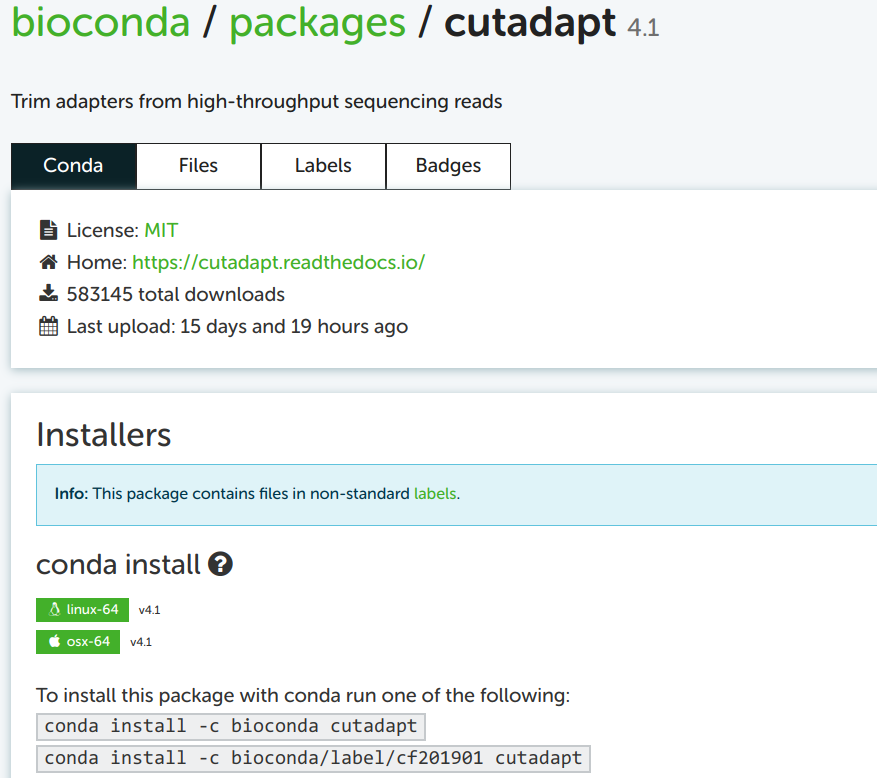 bioconda / packages / cutadapt 4.1
Trim adapters from high-throughput sequencing reads
Conda Files Labels Badges
License: MIT
Home: https://cutadapt.readthedocs.io/
583145 total downloads
Last upload: 15 days and 19 hours ago
Installers
Info: This package contains files in non-standard labels.
conda install ?
linux-64 v4.1
osx-64 v4.1
To install this package with conda run one of the following:
conda install -c bioconda cutadapt
conda install -c bioconda/label/cf201901 cutadapt